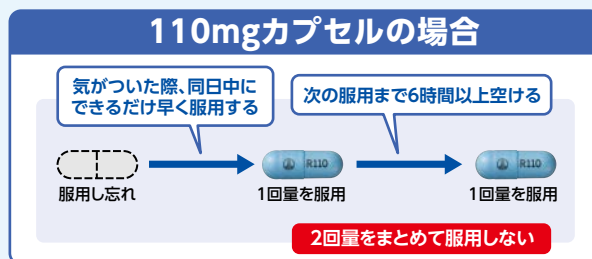 110mgカプセルの場合
気がついた際、同日中に
できるだけ早く服用する
次の服用まで6時間以上空ける
R110
R110
服用し忘れ
1回量を服用
1回量を服用
2回量をまとめて服用しない